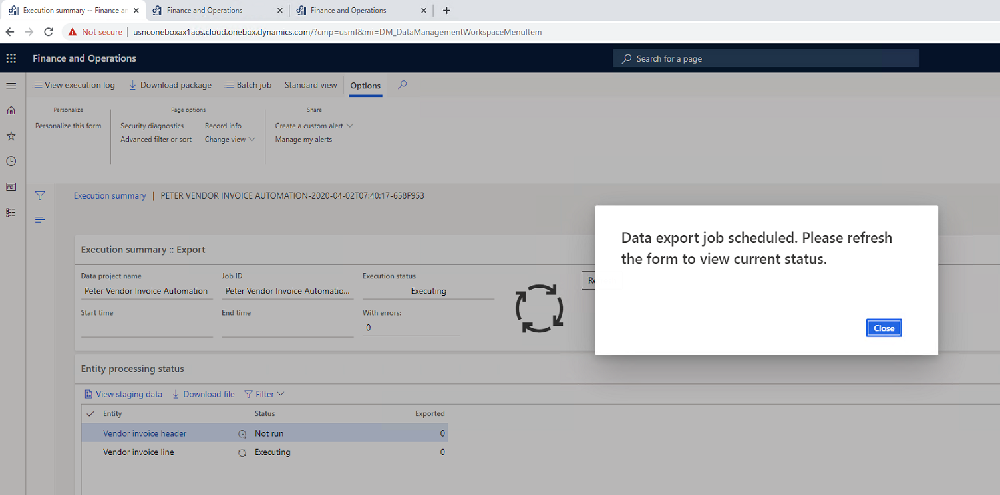 Execution summary -- Finance an
Finance and Operations
Finance and Operations
Not secure
usnconeboxax1aos.cloud.onebox.dynamics.com/?cmp=usmf&mi=DM_DataManagementWorkspaceMenuItem
Finance and Operations
Search for a page
View execution log
Download package
Batch job
Standard view
Options
Personalize
Page options
Share
Personalize this form
Security diagnostics
Record info
Create a custom alert
Advanced filter or sort
Change view
Manage my alerts
Execution summary | PETER VENDOR INVOICE AUTOMATION-2020-04-02T07:40:17-658F953
Data export job scheduled. Please refresh
the form to view current status.
Close
Execution summary :: Export
Data project name
Job ID
Execution status
Peter Vendor Invoice Automation
Peter Vendor Invoice Automatio...
Executing
Re
Start time
End time
With errors:
0
Entity processing status
View staging data
Download file
Filter
Entity
Status
Exported
Vendor invoice header
Not run
0
Vendor invoice line
Executing
0